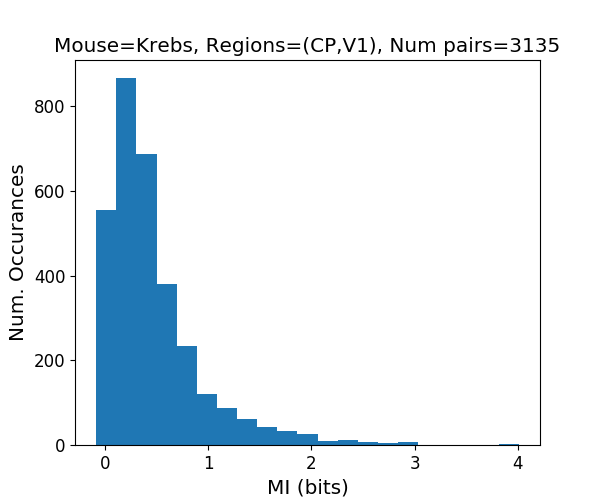 Mouse=Krebs, Regions=(CP,V1), Num pairs=3135
800
600
400
200
0
Num. Occurances
0 1 2 3 4
MI (bits)